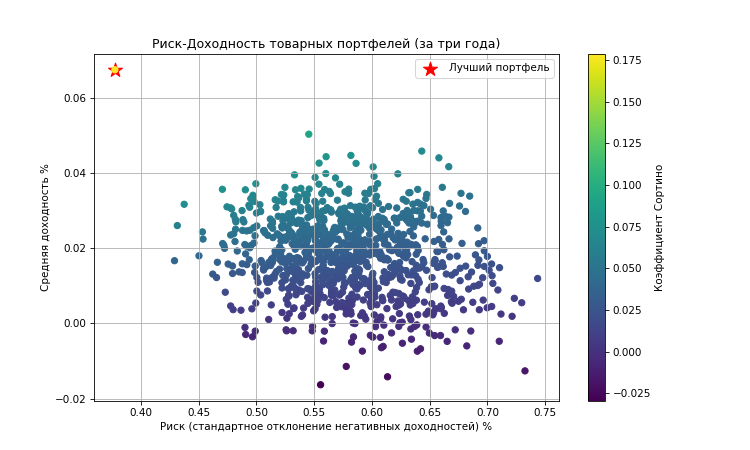 Риск-Доходность товарных портфелей (за три года)
Лучший портфель
Средняя доходность %
0.06
0.04
0.02
0.00
−0.02
0.40 0.45 0.50 0.55 0.60 0.65 0.70 0.75
Риск (стандартное отклонение негативных доходностей) %
0.175
0.150
0.125
0.100
0.075
0.050
0.025
0.000
−0.025
Коэффициент Сортино